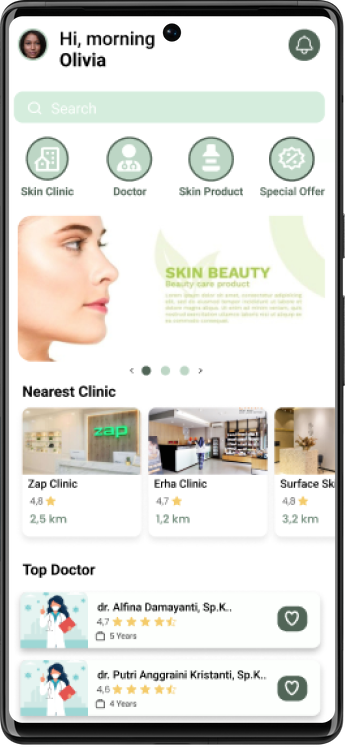 Hi, morning
Olivia
Search
Skin Clinic
Doctor
Skin Product
Special Offer
SKIN BEAUTY
Beauty care product
Nearest Clinic
zap
Zap Clinic
4,8
2,5 km
Erha Clinic
4,7
1,2 km
Surface Sk
4,8
3,2 km
Top Doctor
dr. Alfina Damayanti, Sp.K..
4,7
5 Years
dr. Putri Anggraini Kristanti, Sp.K..
4,6
4 Years